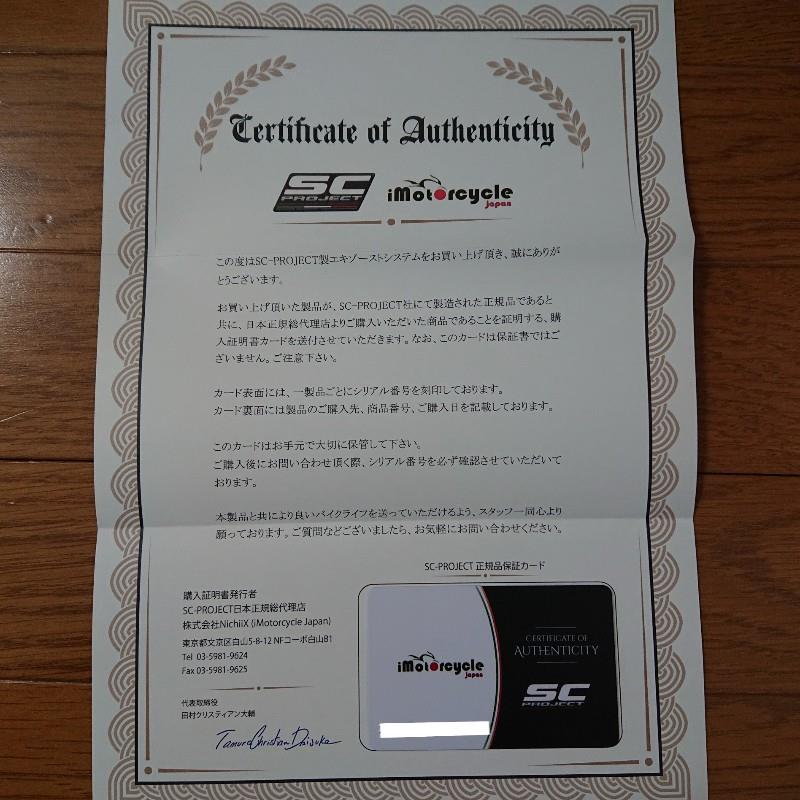 Certificate of Authenticity
SC
PROJECT
iMotorcycle
japan
この度はSC-PROJECT製エキゾーストシステムをお買い上げ頂き、誠にありが
とうございます。
お買い上げ頂いた製品が、SC-PROJECT社にて製造された正規品であると
共に、日本正規総代理店よりご購入いただいた商品であることを証明する、購
入証明書カードを送付させていただきます。なお、このカードは保証書ではご
ざいません。ご注意下さい。
カード表面には、一製品ごとにシリアル番号を刻印しております。
カード裏面には製品のご購入先、商品番号、ご購入日を記載しております。
このカードはお手元で大切に保管して下さい。
ご購入後にお問い合わせ頂く際、シリアル番号を必ず確認させていただいて
おります。
本製品と共により良いバイクライフを送っていただけるよう、スタッフ一同心より
願っております。ご質問などございましたら、お気軽にお問い合わせください。
購入証明書発行者
SC-PROJECT日本正規総代理店
株式会社NichiiX (iMotorcycle Japan)
東京都文京区白山5-8-12 NFコーポ白山B1
Tel 03-5981-9624
Fax 03-5981-9625
代表取締役
田村クリスティアン大輔
Tamura Christian Daisuke
SC-PROJECT 正規品保証カード
iMotorcycle
japan
CERTIFICATE OF
AUTHENTICITY
SC
PROJECT